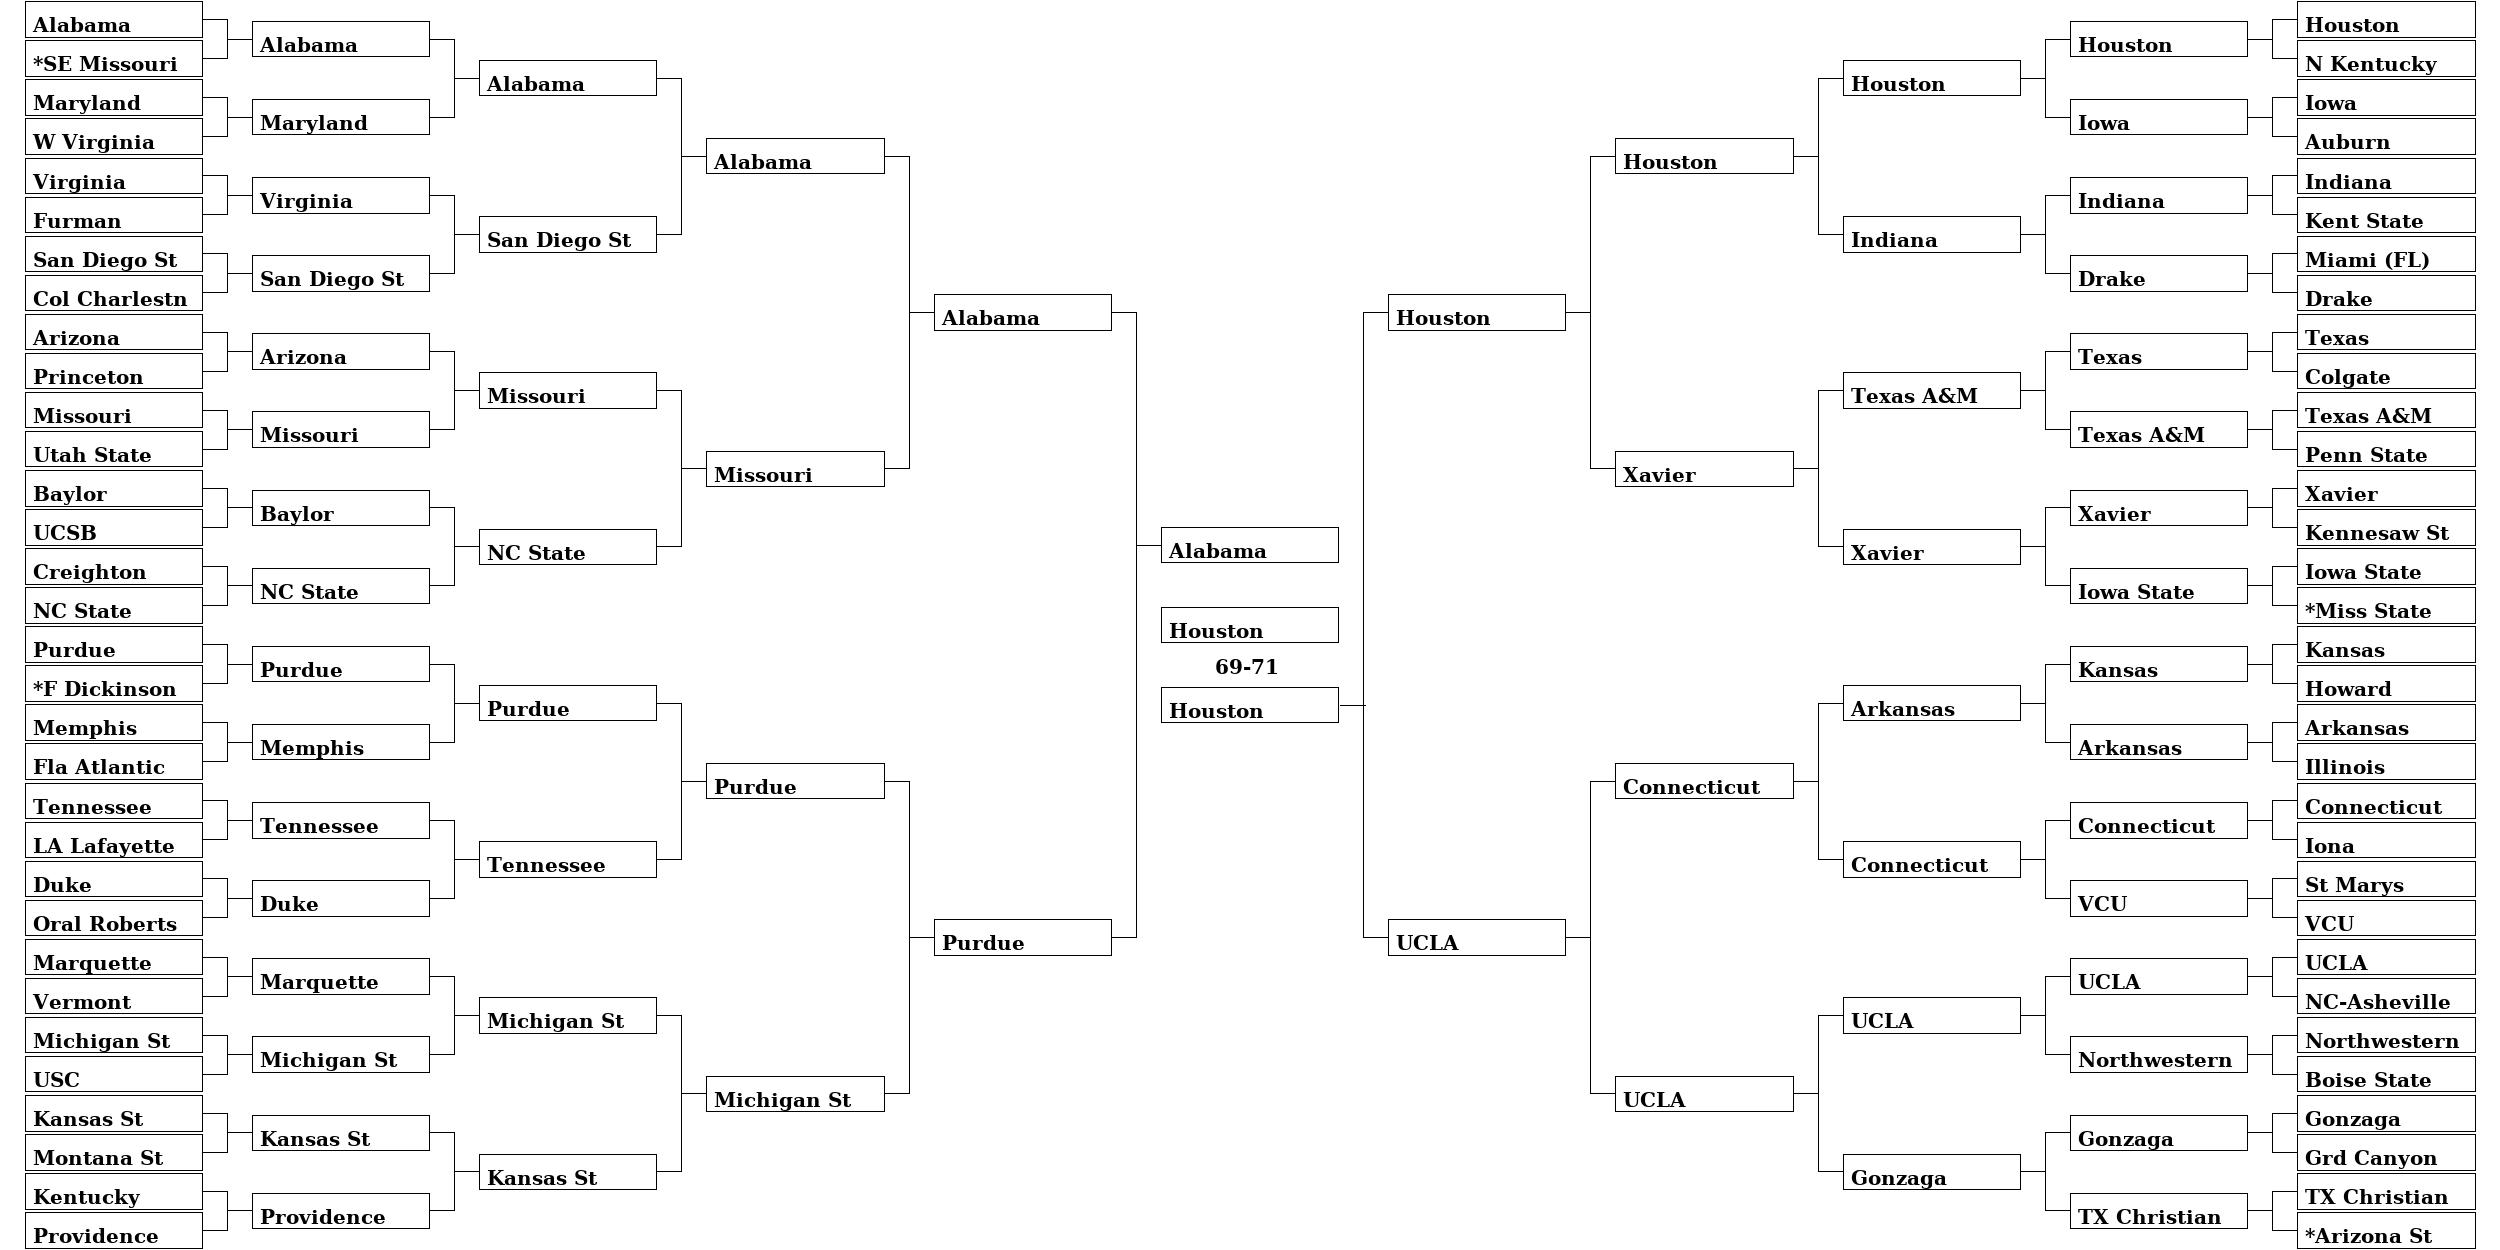 Alabama
*SE Missouri
Maryland
W Virginia
Virginia
Furman
San Diego St
Col Charlestn
Arizona
Princeton
Missouri
Utah State
Baylor
UCSB
Creighton
NC State
Purdue
*F Dickinson
Memphis
Fla Atlantic
Tennessee
LA Lafayette
Duke
Oral Roberts
Marquette
Vermont
Michigan St
USC
Kansas St
Montana St
Kentucky
Providence
Alabama
Maryland
Virginia
San Diego St
Arizona
Missouri
Baylor
NC State
Purdue
Memphis
Tennessee
Duke
Marquette
Michigan St
Kansas St
Providence
Alabama
San Diego St
Missouri
NC State
Purdue
Tennessee
Michigan St
Kansas St
Alabama
Missouri
Purdue
Michigan St
Alabama
Purdue
Alabama
Houston
69-71
Houston
Houston
UCLA
Houston
Xavier
Connecticut
UCLA
Houston
Indiana
Texas A&M
Xavier
Arkansas
Connecticut
UCLA
Gonzaga
Houston
Iowa
Indiana
Drake
Texas
Texas A&M
Xavier
Iowa State
Kansas
Arkansas
Connecticut
VCU
UCLA
Northwestern
Gonzaga
TX Christian
Houston
N Kentucky
Iowa
Auburn
Indiana
Kent State
Miami (FL)
Drake
Texas
Colgate
Texas A&M
Penn State
Xavier
Kennesaw St
Iowa State
*Miss State
Kansas
Howard
Arkansas
Illinois
Connecticut
Iona
St Marys
VCU
UCLA
NC-Asheville
Northwestern
Boise State
Gonzaga
Grd Canyon
TX Christian
*Arizona St